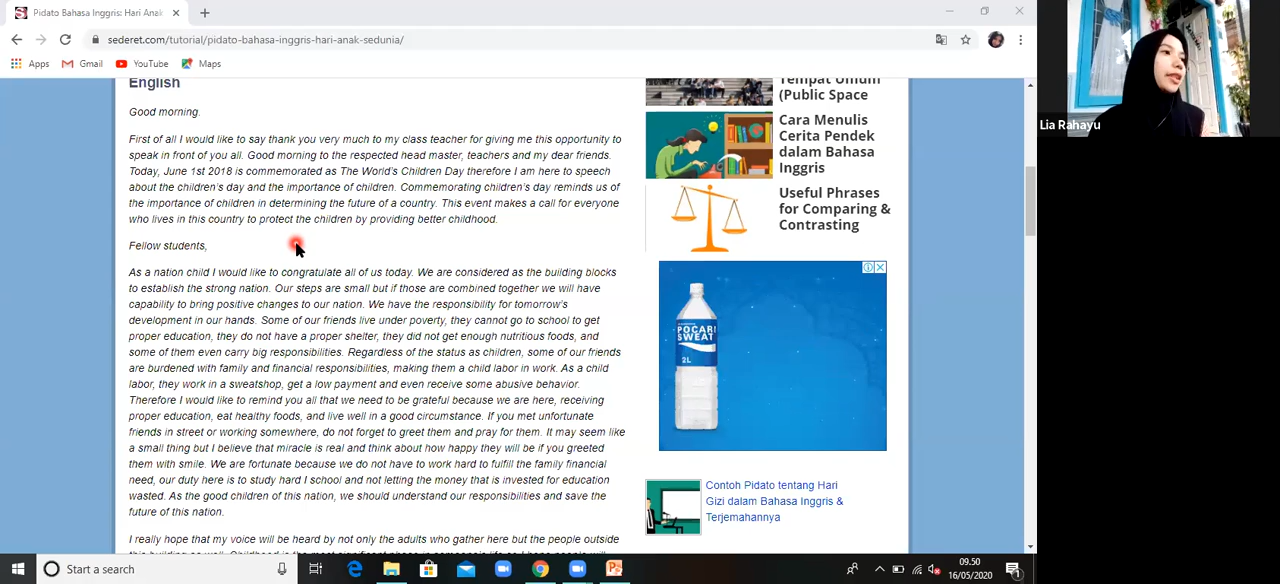 Pidato Bahasa Inggris: Hari Anak
sederet.com/tutorial/pidato-bahasa-inggris-hari-anak-sedunia/
Apps
Gmail
YouTube
Maps
English
Good morning.
First of all I would like to say thank you very much to my class teacher for giving me this opportunity to
speak in front of you all. Good morning to the respected head master, teachers and my dear friends.
Today, June 1st 2018 is commemorated as The World's Children Day therefore I am here to speech
about the children's day and the importance of children. Commemorating children's day reminds us of
the importance of children in determining the future of a country. This event makes a call for everyone
who lives in this country to protect the children by providing better childhood.
Fellow students,
As a nation child I would like to congratulate all of us today. We are considered as the building blocks
to establish the strong nation. Our steps are small but if those are combined together we will have
capability to bring positive changes to our nation. We have the responsibility for tomorrow's
development in our hands. Some of our friends live under poverty, they cannot go to school to get
proper education, they do not have a proper shelter, they did not get enough nutritious foods, and
some of them even carry big responsibilities. Regardless of the status as children, some of our friends
are burdened with family and financial responsibilities, making them a child labor in work. As a child
labor, they work in a sweatshop, get a low payment and even receive some abusive behavior.
Therefore I would like to remind you all that we need to be grateful because we are here, receiving
proper education, eat healthy foods, and live well in a good circumstance. If you met unfortunate
friends in street or working somewhere, do not forget to greet them and pray for them. It may seem like
a small thing but I believe that miracle is real and think about how happy they will be if you greeted
them with smile. We are fortunate because we do not have to work hard to fulfill the family financial
need, our duty here is to study hard I school and not letting the money that is invested for education
wasted. As the good children of this nation, we should understand our responsibilities and save the
future of this nation.
I really hope that my voice will be heard by not only the adults who gather here but the people outside
Tempat Umum
(Public Space
Cara Menulis
Cerita Pendek
dalam Bahasa
Inggris
Useful Phrases
for Comparing &
Contrasting
POCARI
SWEAT
2L
Contoh Pidato tentang Hari
Gizi dalam Bahasa Inggris &
Terjemahannya
Lia Rahayu
Start a search
09.50
16/05/2020